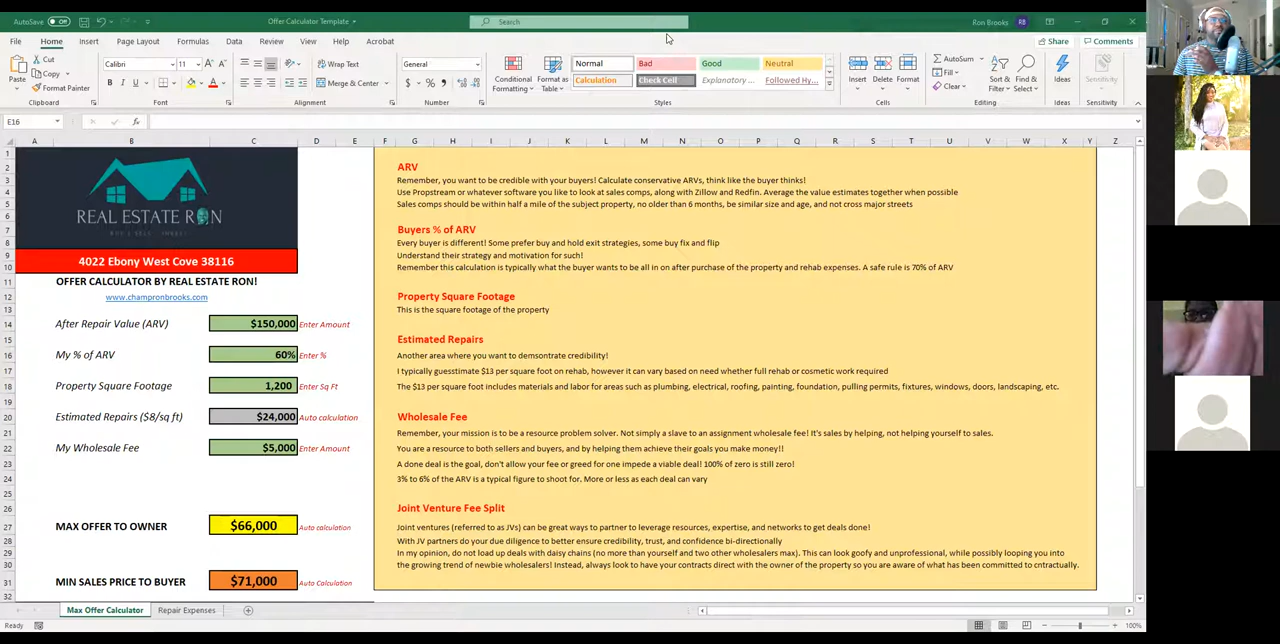 AutoSave Off
Offer Calculator Template
Search
Ron Brooks RB
File Home Insert Page Layout Formulas Data Review View Help Acrobat Share Comments
Paste Cut Copy Format Painter Clipboard
Calibri 11 B I U Font
Wrap Text Merge & Center Alignment
General $ % Number
Conditional Formatting Format as Table
Normal Bad Good Neutral
Calculation Check Cell Explanatory ... Followed Hy...
Styles
Insert Delete Format Cells
AutoSum Fill Clear Sort & Filter Find & Select Editing
Ideas Ideas
Sensitivity Sensitivity
E16 fx
A B C D E F G H I J K L M N O P Q R S T U V W X Y Z
REAL ESTATE RON
BUY . SELL . INVEST
4022 Ebony West Cove 38116
OFFER CALCULATOR BY REAL ESTATE RON!
www.champronbrooks.com
After Repair Value (ARV) $150,000 Enter Amount
My % of ARV 60% Enter %
Property Square Footage 1,200 Enter Sq Ft
Estimated Repairs ($8/sq ft) $24,000 Auto calculation
My Wholesale Fee $5,000 Enter Amount
MAX OFFER TO OWNER $66,000 Auto calculation
MIN SALES PRICE TO BUYER $71,000 Auto Calculation
ARV
Remember, you want to be credible with your buyers! Calculate conservative ARVs, think like the buyer thinks!
Use Propstream or whatever software you like to look at sales comps, along with Zillow and Redfin. Average the value estimates together when possible
Sales comps should be within half a mile of the subject property, no older than 6 months, be similar size and age, and not cross major streets
Buyers % of ARV
Every buyer is different! Some prefer buy and hold exit strategies, some buy fix and flip
Understand their strategy and motivation for such!
Remember this calculation is typically what the buyer wants to be all in on after purchase of the property and rehab expenses. A safe rule is 70% of ARV
Property Square Footage
This is the square footage of the property
Estimated Repairs
Another area where you want to demsontrate credibility!
I typically guesstimate $13 per square foot on rehab, however it can vary based on need whether full rehab or cosmetic work required
The $13 per square foot includes materials and labor for areas such as plumbing, electrical, roofing, painting, foundation, pulling permits, fixtures, windows, doors, landscaping, etc.
Wholesale Fee
Remember, your mission is to be a resource problem solver. Not simply a slave to an assignment wholesale fee! It's sales by helping, not helping yourself to sales.
You are a resource to both sellers and buyers, and by helping them achieve their goals you make money!!
A done deal is the goal, don't allow your fee or greed for one impede a viable deal! 100% of zero is still zero!
3% to 6% of the ARV is a typical figure to shoot for. More or less as each deal can vary
Joint Venture Fee Split
Joint ventures (referred to as JVs) can be great ways to partner to leverage resources, expertise, and networks to get deals done!
With JV partners do your due diligence to better ensure credibility, trust, and confidence bi-directionally
In my opinion, do not load up deals with daisy chains (no more than yourself and two other wholesalers max). This can look goofy and unprofessional, while possibly looping you into
the growing trend of newbie wholesalers! Instead, always look to have your contracts direct with the owner of the property so you are aware of what has been committed to cntractually.
Max Offer Calculator Repair Expenses
Ready 100%